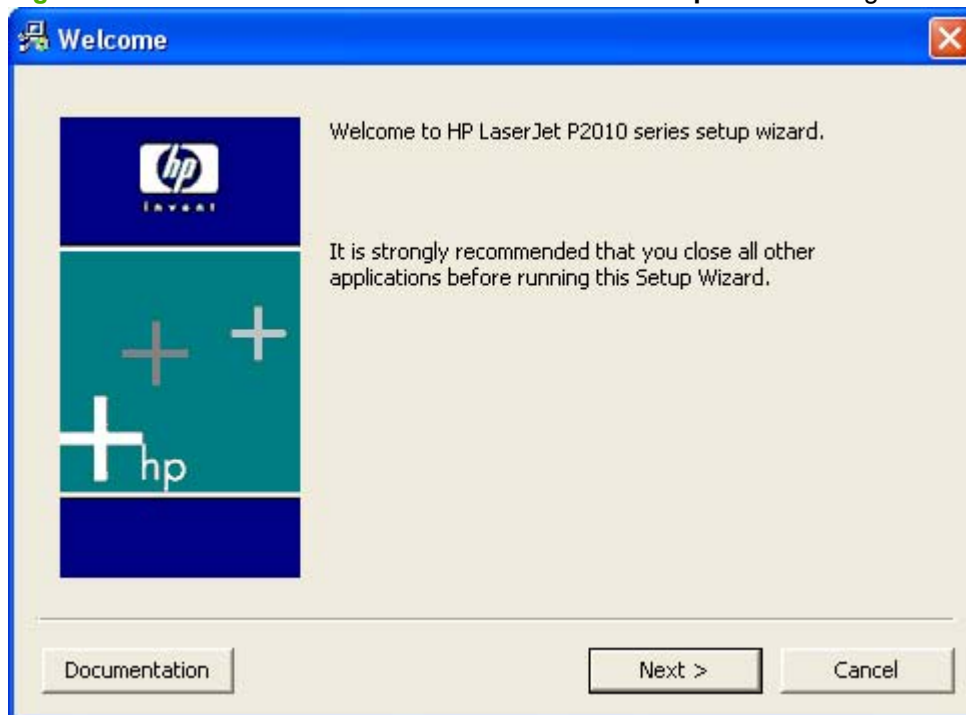 Welcome
Welcome to HP LaserJet P2010 series setup wizard.
hp
invent
It is strongly recommended that you close all other
applications before running this Setup Wizard.
hp
Documentation
Next >
Cancel